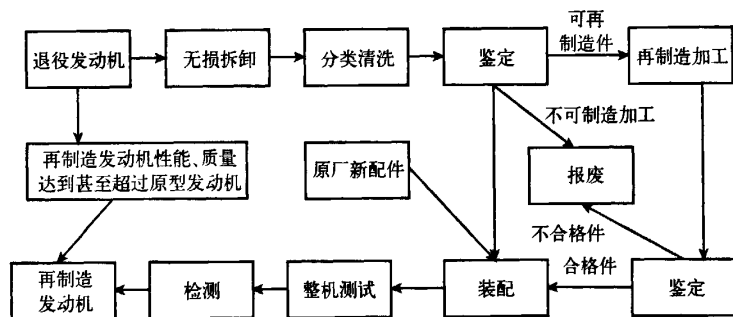 退役发动机
无损拆卸
分类清洗
鉴定
可再
制造件
再制造加工
不可制造加工
再制造发动机性能、质量
达到甚至超过原型发动机
原厂新配件
报废
不合格件
合格件
再制造
发动机
检测
整机测试
装配
鉴定